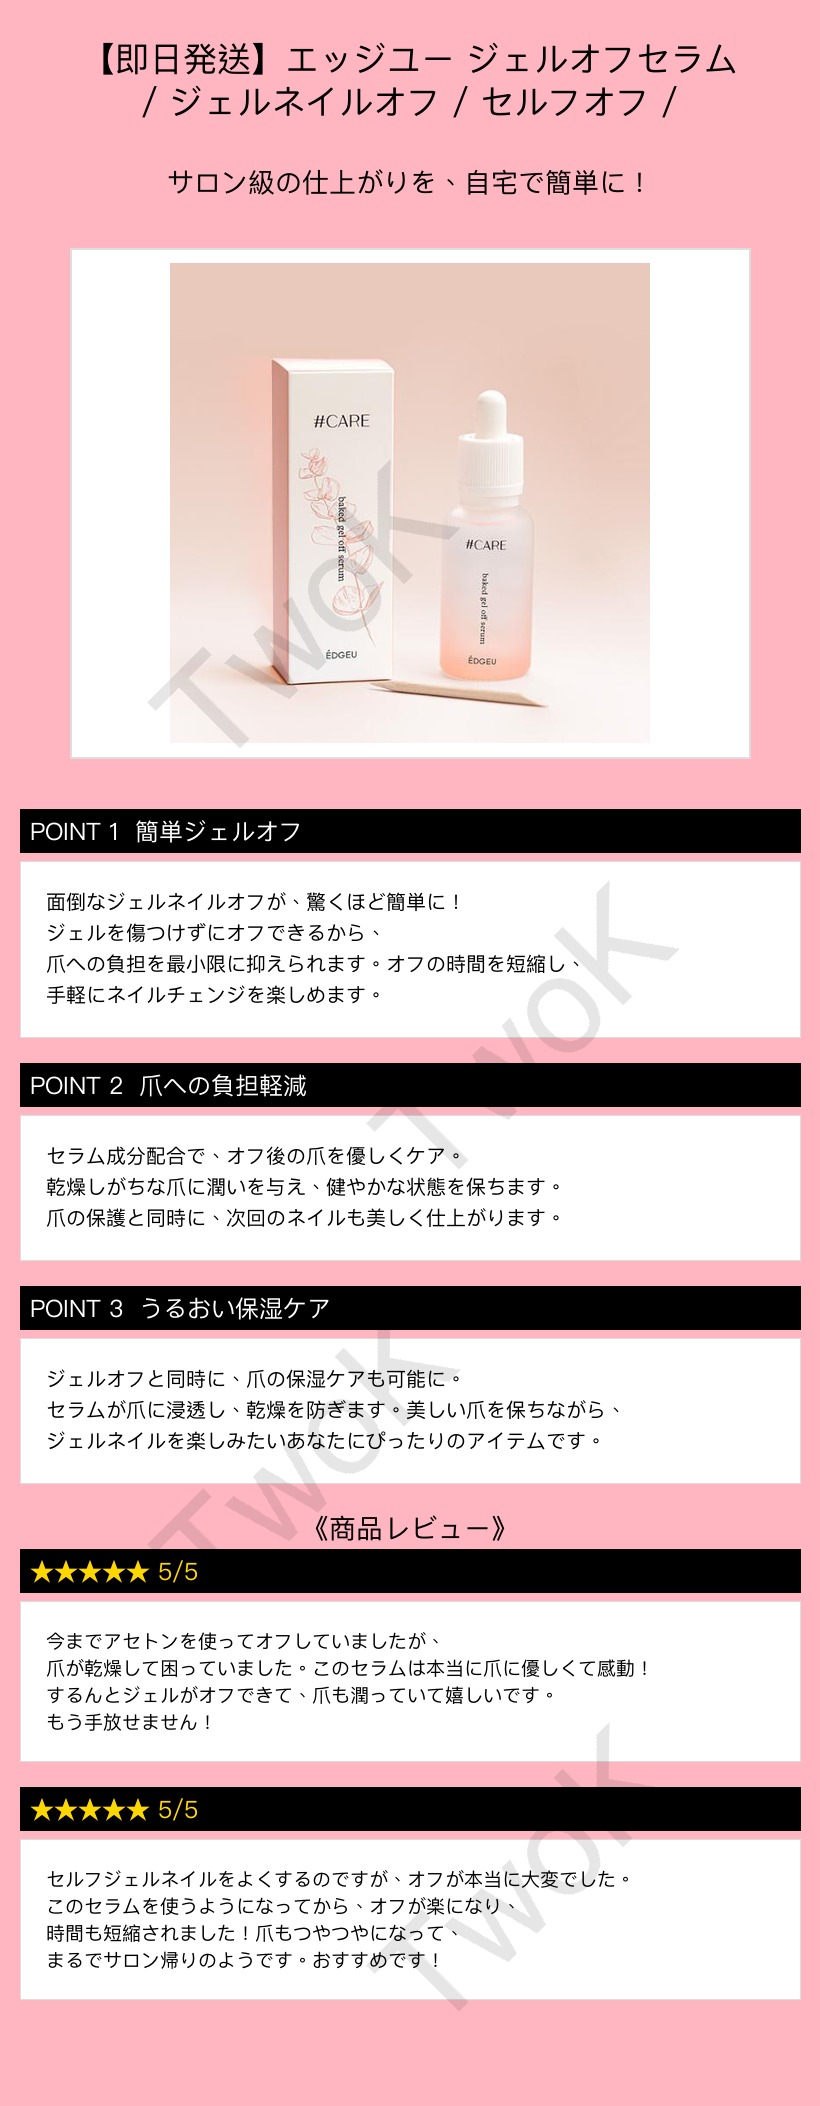 【即日発送】エッジユー ジェルオフセラム
/ ジェルネイルオフ / セルフオフ /
サロン級の仕上がりを、自宅で簡単に！
#CARE
baked gel off serum
ÉDGEU
#CARE
baked gel off serum
ÉDGEU
TwoK
POINT 1 簡単ジェルオフ
面倒なジェルネイルオフが、驚くほど簡単に！
ジェルを傷つけずにオフできるから、
爪への負担を最小限に抑えられます。オフの時間を短縮し、
手軽にネイルチェンジを楽しめます。
TwoK
POINT 2 爪への負担軽減
セラム成分配合で、オフ後の爪を優しくケア。
乾燥しがちな爪に潤いを与え、健やかな状態を保ちます。
爪の保護と同時に、次回のネイルも美しく仕上がります。
POINT 3 うるおい保湿ケア
ジェルオフと同時に、爪の保湿ケアも可能に。
セラムが爪に浸透し、乾燥を防ぎます。美しい爪を保ちながら、
ジェルネイルを楽しみたいあなたにぴったりのアイテムです。
TwoK
《商品レビュー》
★★★★★ 5/5
今までアセトンを使ってオフしていましたが、
爪が乾燥して困っていました。このセラムは本当に爪に優しくて感動！
するんとジェルがオフできて、爪も潤っていて嬉しいです。
もう手放せません！
★★★★★ 5/5
セルフジェルネイルをよくするのですが、オフが本当に大変でした。
このセラムを使うようになってから、オフが楽になり、
時間も短縮されました！爪もつやつやになって、
まるでサロン帰りのようです。おすすめです！
TwoK